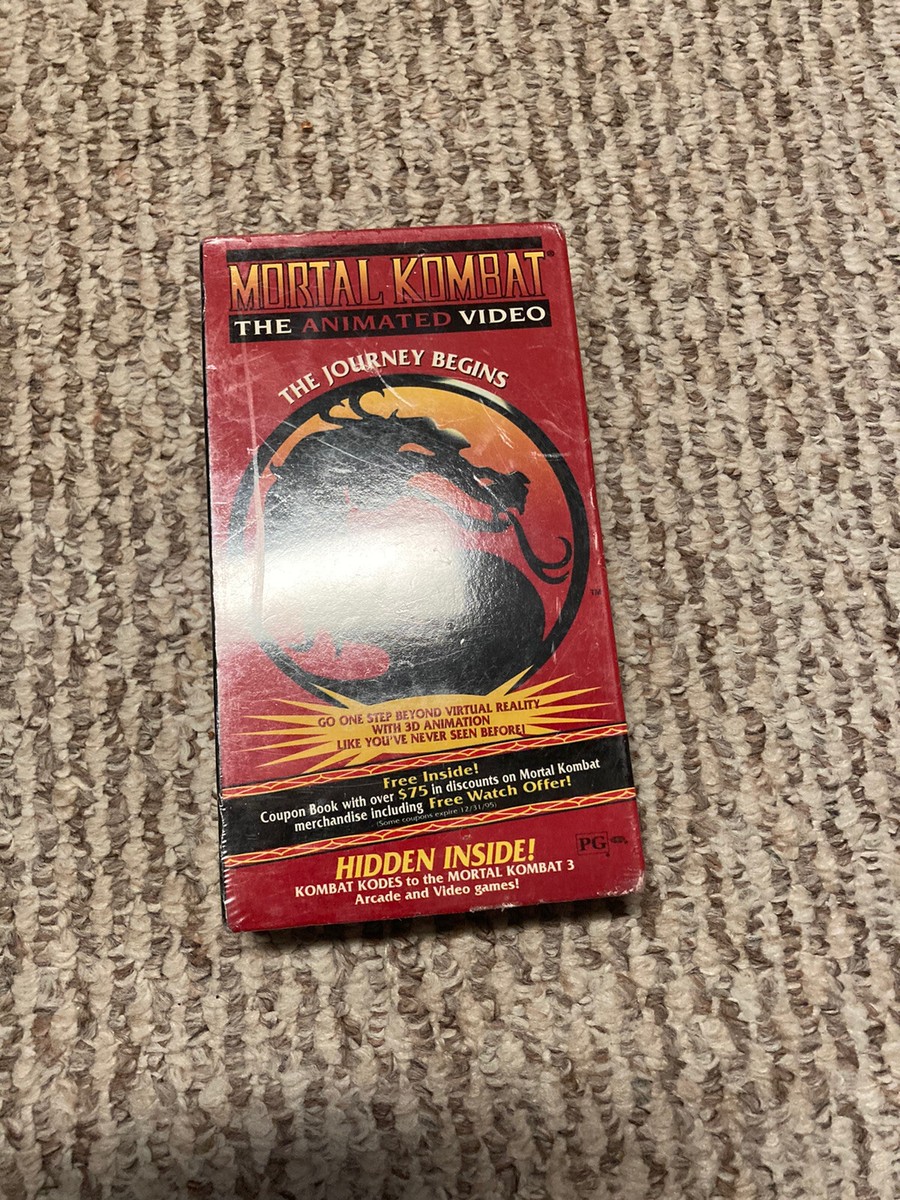 MORTAL KOMBAT®
THE ANIMATED VIDEO
THE JOURNEY BEGINS
TM
GO ONE STEP BEYOND VIRTUAL REALITY
WITH 3D ANIMATION
LIKE YOU'VE NEVER SEEN BEFORE!
Free Inside!
Coupon Book with over $75 in discounts on Mortal Kombat
merchandise including Free Watch Offer!
(Some coupons expire 12/31/95)
PG
HIDDEN INSIDE!
KOMBAT KODES to the MORTAL KOMBAT 3
Arcade and Video games!